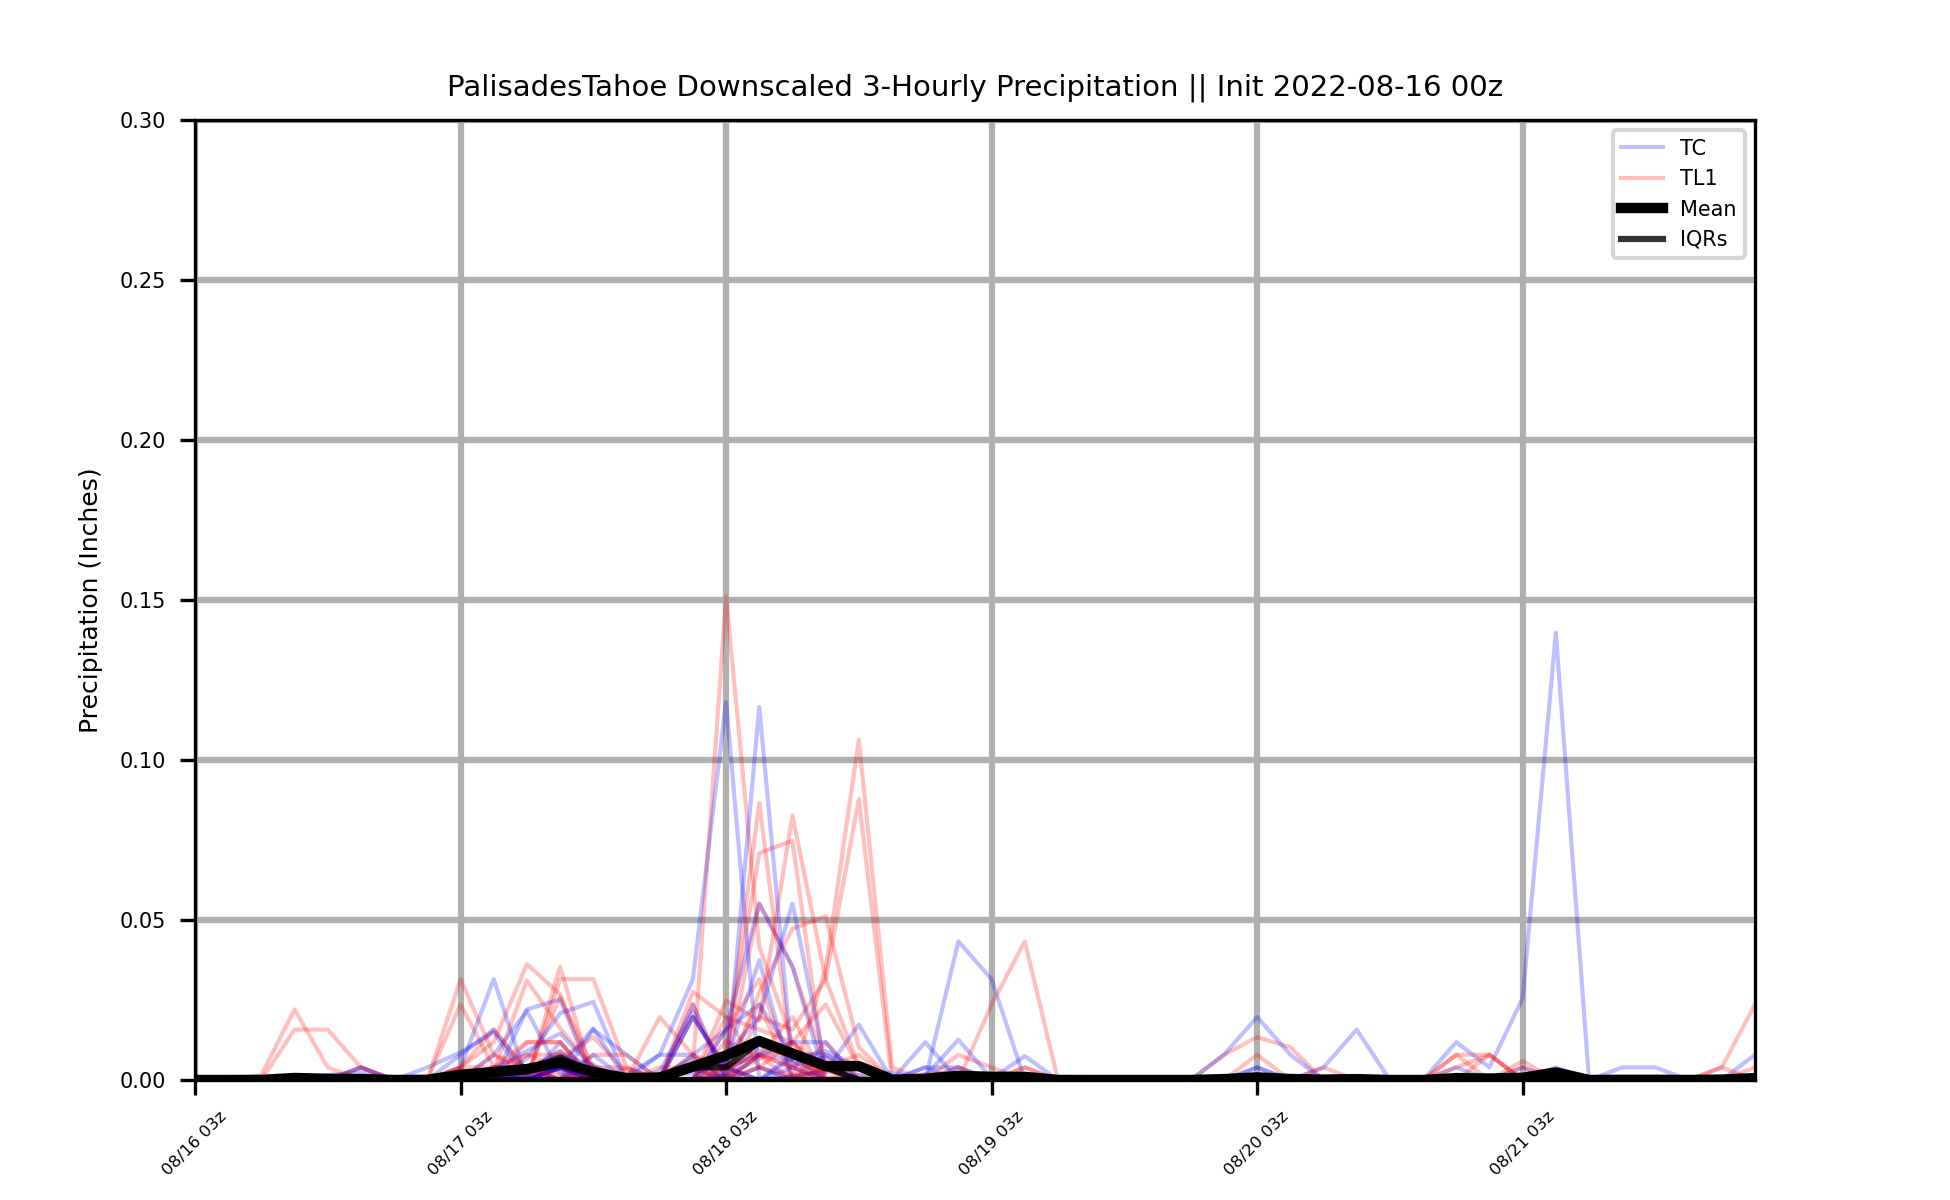 PalisadesTahoe Downscaled 3-Hourly Precipitation || Init 2022-08-16 00z
0.30
0.25
0.20
0.15
0.10
0.05
0.00
Precipitation (Inches)
TC
TL1
Mean
IQRs
08/16 03z
08/17 03z
08/18 03z
08/19 03z
08/20 03z
08/21 03z